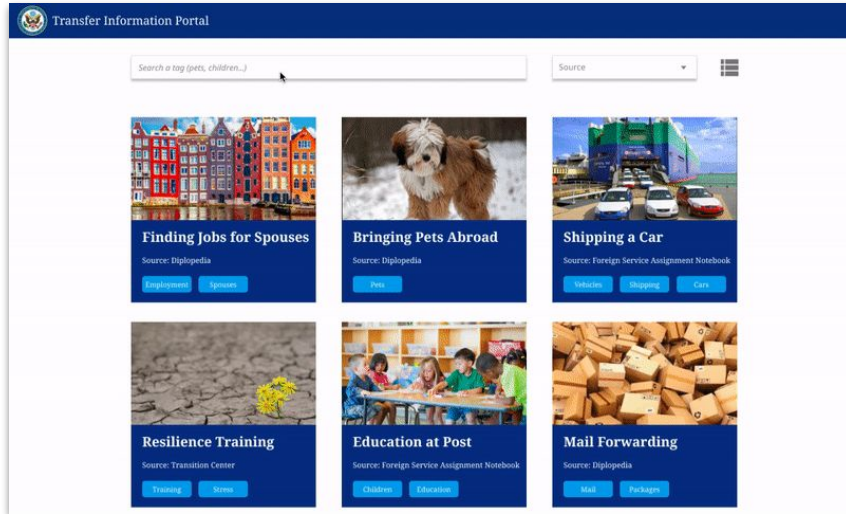 Transfer Information Portal
Search a tag (pets, children...)
Source
Finding Jobs for Spouses
Source: Diplopedia
Employment
Spouses
Bringing Pets Abroad
Source: Diplopedia
Pets
Shipping a Car
Source: Foreign Service Assignment Notebook
Vehicles
Shipping
Cars
Resilience Training
Source: Transition Center
Training
Stress
Education at Post
Source: Foreign Service Assignment Notebook
Children
Education
Mail Forwarding
Source: Diplopedia
Mail
Packages